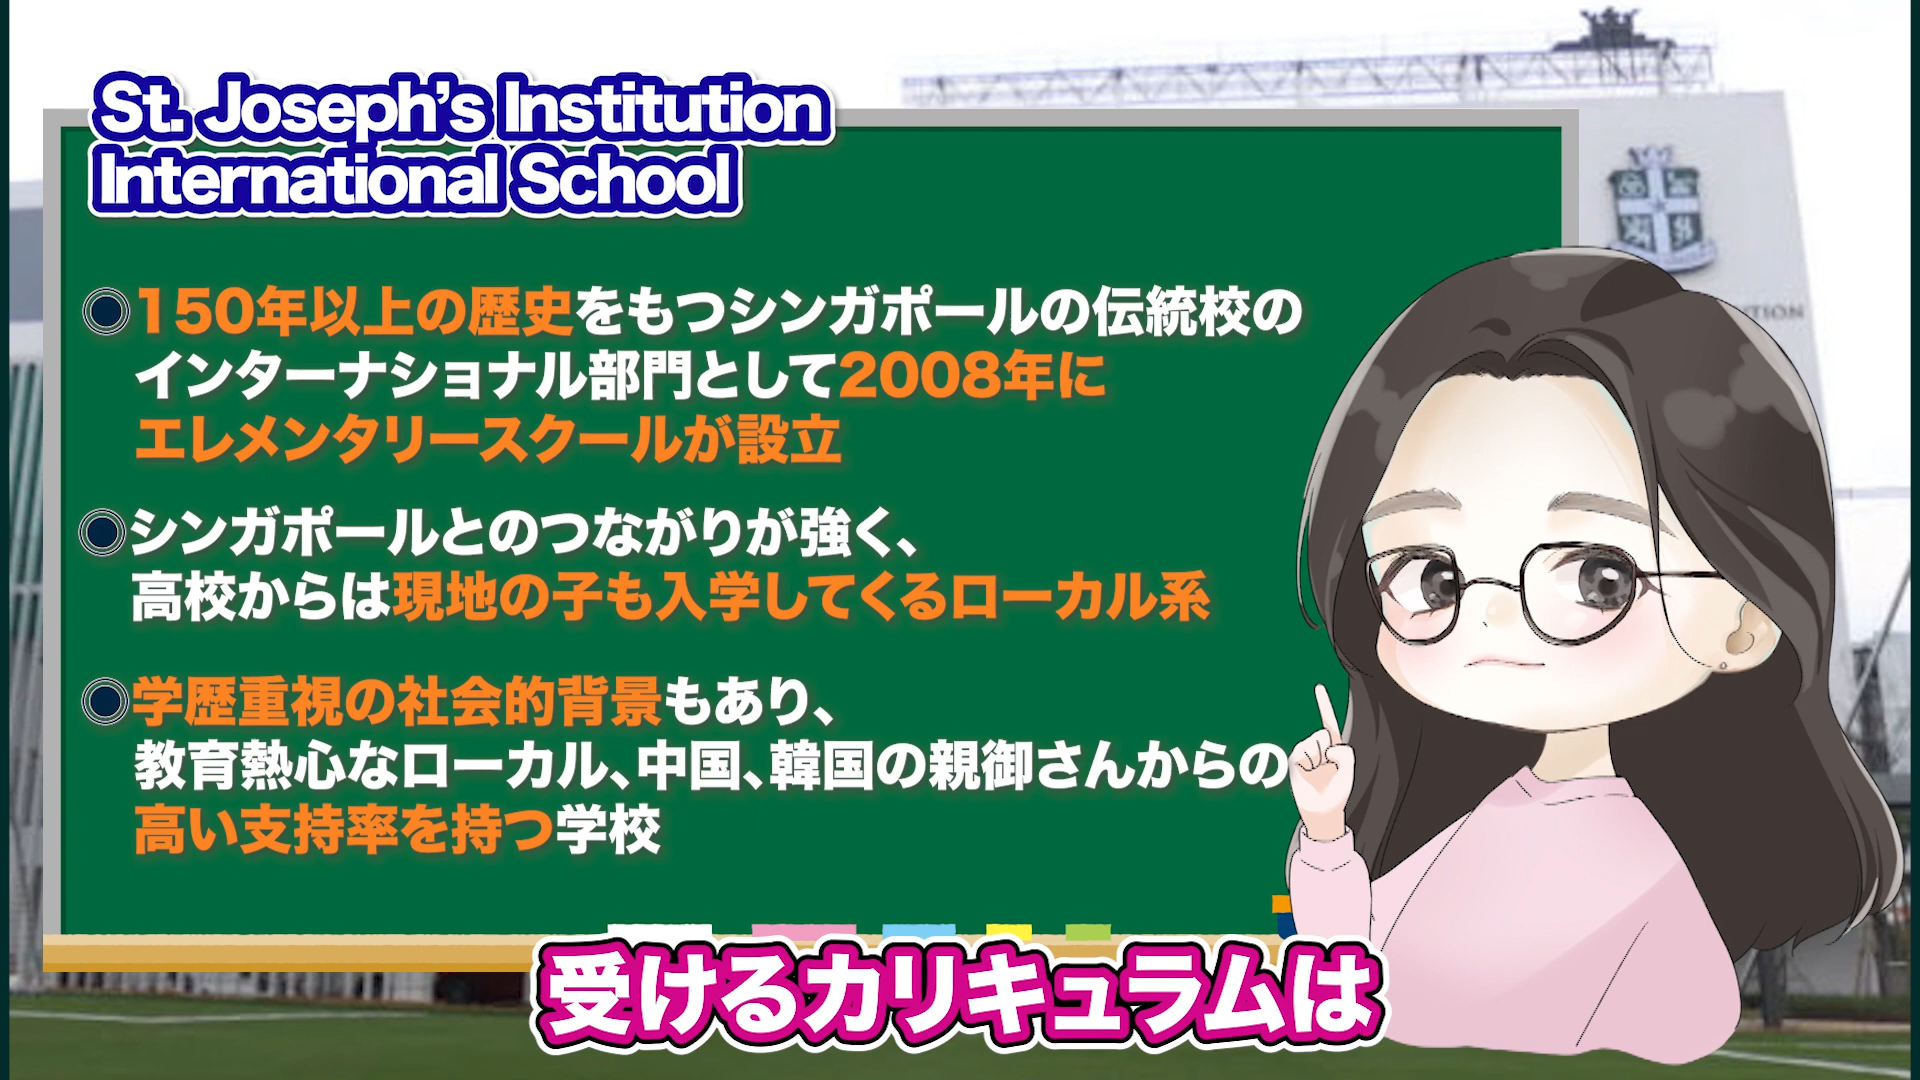 St. Joseph's Institution
International School
150年以上の歴史をもつシンガポールの伝統校の
インターナショナル部門として2008年に
エレメンタリースクールが設立
シンガポールとのつながりが強く、
高校からは現地の子も入学してくるローカル系
学歴重視の社会的背景もあり、
教育熱心なローカル、中国、韓国の親御さんからの
高い支持率を持つ学校
受けるカリキュラムは